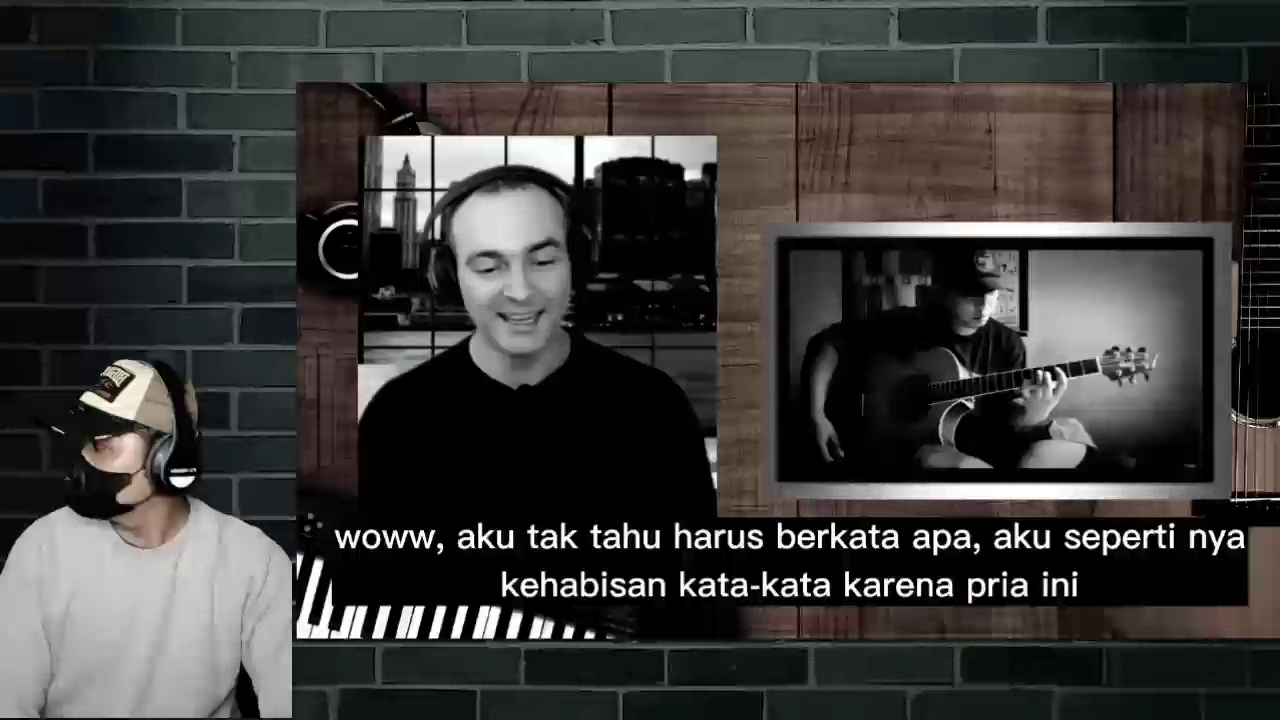 woww, aku tak tahu harus berkata apa, aku seperti nya
kehabisan kata-kata karena pria ini